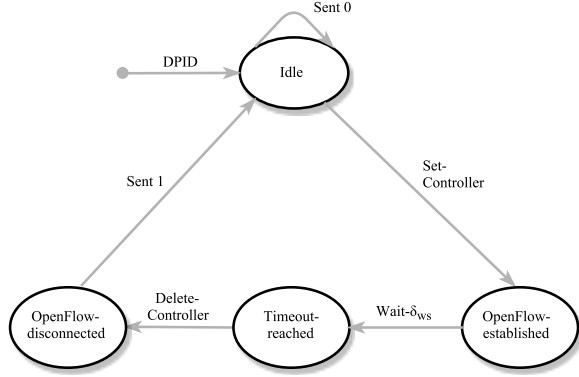 Sent 0
DPID
Idle
Set-
Controller
Sent 1
Delete-
Controller
Wait-δws
OpenFlow-
disconnected
Timeout-
reached
OpenFlow-
established